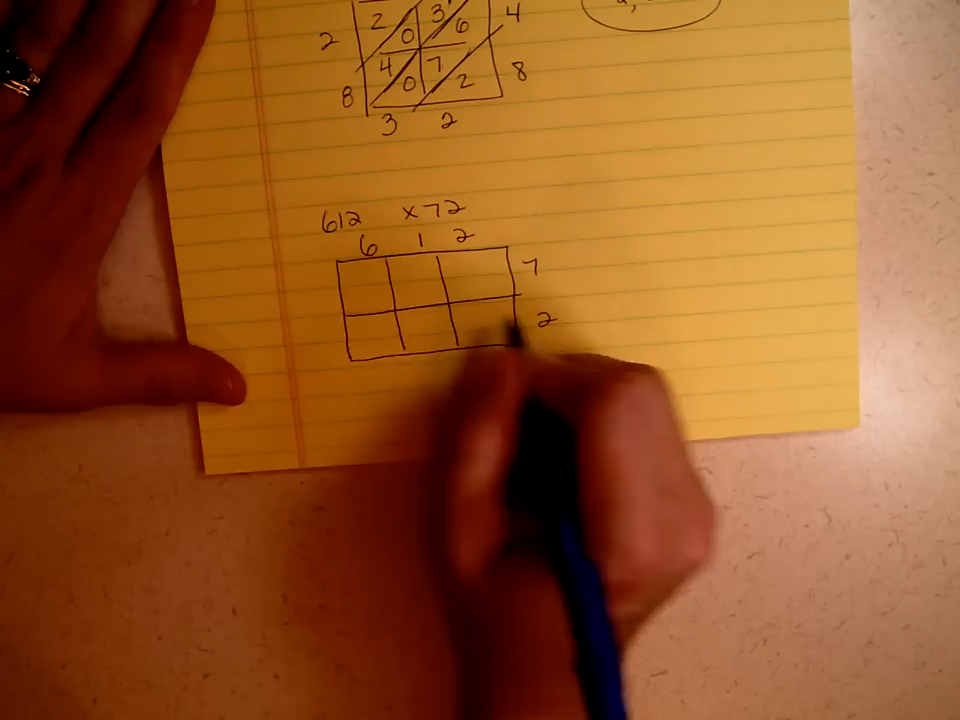 2 2 0 3 6 4
8 4 0 7 2 8
3 2
612 x72
6 1 2
7
2